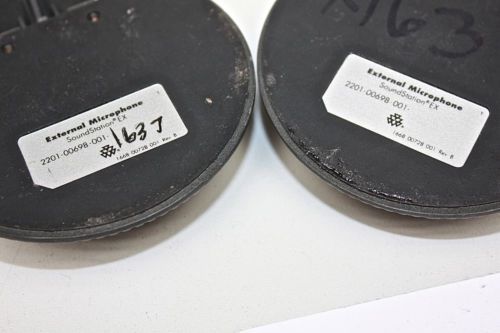 External Microphone
SoundStation® EX
2201-00698-001-
163 J
1668 00728 001 Rev B
163
External Microphone
SoundStation® EX
2201-00698-001-
1668 00728 001 Rev B